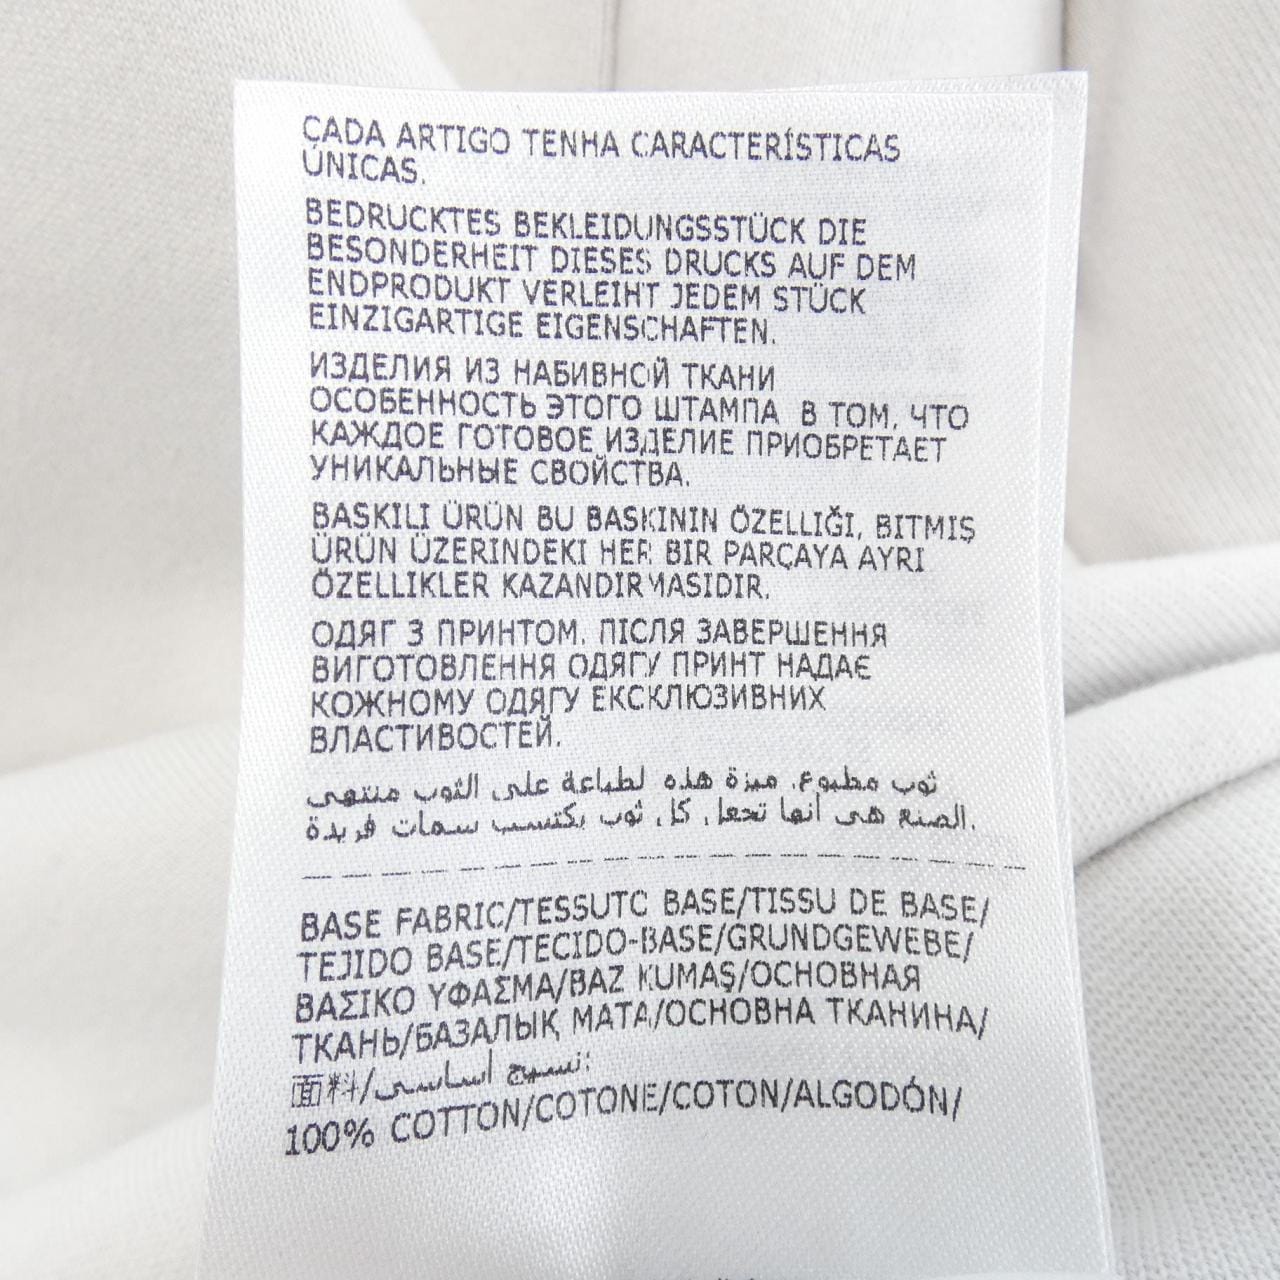 CADA ARTIGO TENHA CARACTERÍSTICAS
ÚNICAS.
BEDRUCKTES BEKLEIDUNGSSTÜCK DIE
BESONDERHEIT DIESES DRUCKS AUF DEM
ENDPRODUKT VERLEIHT JEDEM STÜCK
EINZIGARTIGE EIGENSCHAFTEN.
ИЗДЕЛИЯ ИЗ НАБИВНОЙ ТКАНИ
ОСОБЕННОСТЬ ЭТОГО ШТАМПА В ТОМ, ЧТО
КАЖДОЕ ГОТОВОЕ ИЗДЕЛИЕ ПРИОБРЕТАЕТ
УНИКАЛЬНЫЕ СВОЙСТВА.
BASKILI ÜRÜN BU BASKININ ÖZELLIĞI, BITMIŞ
ÜRÜN ÜZERINDEKI HER BIR PARÇAYA AYRI
ÖZELLIKLER KAZANDIRMASIDIR.
ОДЯГ З ПРИНТОМ. ПІСЛЯ ЗАВЕРШЕННЯ
ВИГОТОВЛЕННЯ ОДЯГУ ПРИНТ НАДАЄ
КОЖНОМУ ОДЯГУ ЕКСКЛЮЗИВНИХ
ВЛАСТИВОСТЕЙ.
ثوب مطبوع. ميزة هذه لطباعة على الثوب منتهي
الصنع هي أنها تجعل كل ثوب يكتسب سمات فريدة.
BASE FABRIC/TESSUTO BASE/TISSU DE BASE/
TEJIDO BASE/TECIDO-BASE/GRUNDGEWEBE/
ΒΑΣΙΚΟ ΥΦΑΣΜΑ/BAZ KUMAŞ/ОСНОВНАЯ
ТКАНЬ/БАЗАЛЫҚ МАТА/ОСНОВНА ТКАНИНА/
面料/نسيج أساسي:
100% COTTON/COTONE/COTON/ALGODÓN/